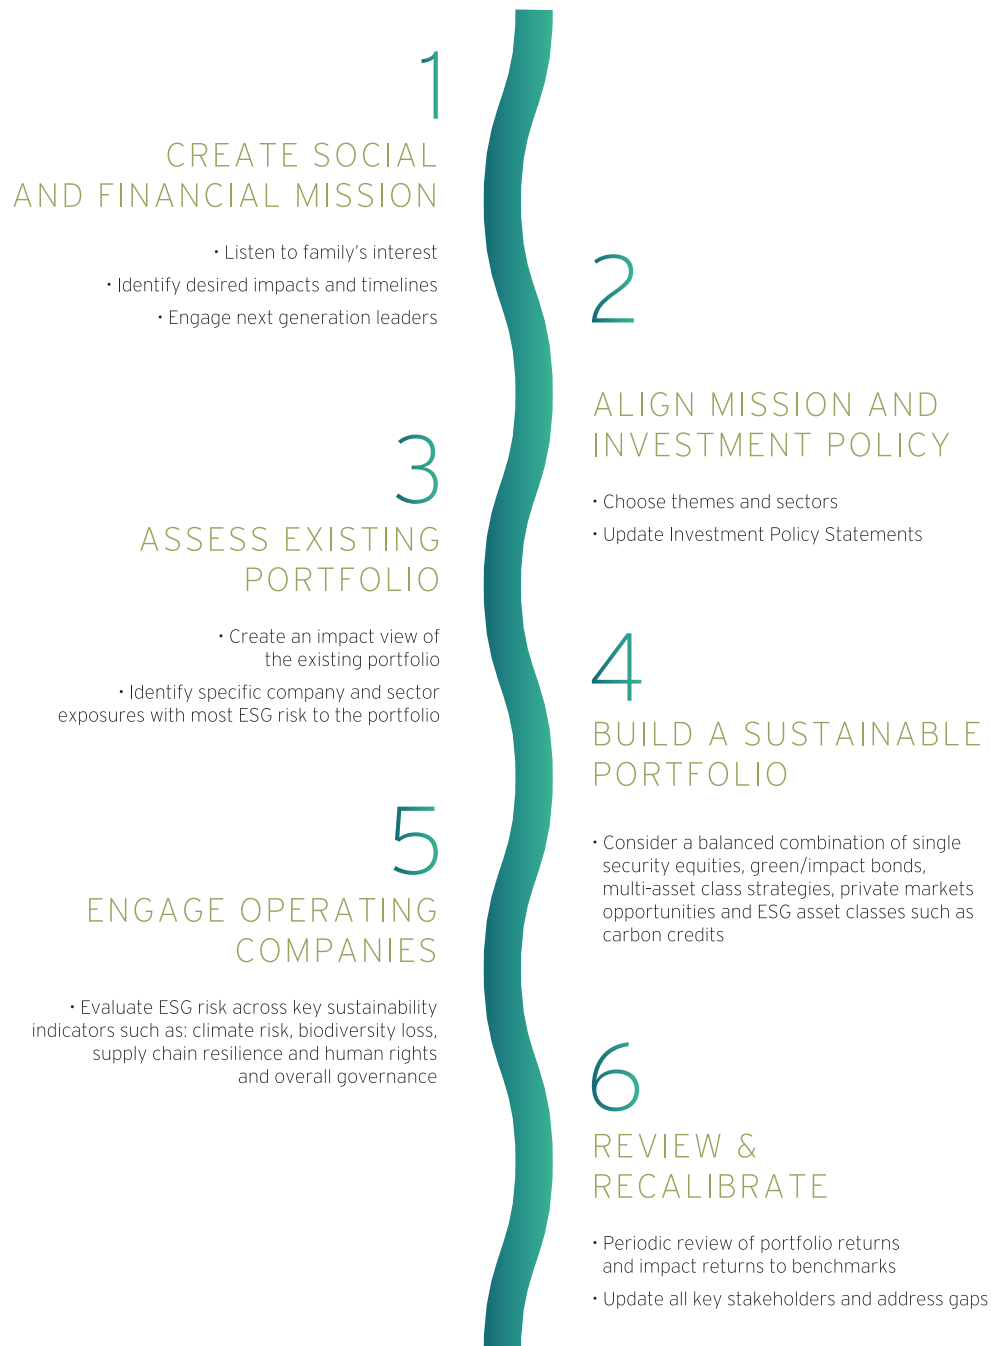 1
CREATE SOCIAL
AND FINANCIAL MISSION
• Listen to family's interest
• Identify desired impacts and timelines
• Engage next generation leaders
2
ALIGN MISSION AND
INVESTMENT POLICY
• Choose themes and sectors
• Update Investment Policy Statements
3
ASSESS EXISTING
PORTFOLIO
• Create an impact view of
the existing portfolio
• Identify specific company and sector
exposures with most ESG risk to the portfolio
4
BUILD A SUSTAINABLE
PORTFOLIO
• Consider a balanced combination of single
security equities, green/impact bonds,
multi-asset class strategies, private markets
opportunities and ESG asset classes such as
carbon credits
5
ENGAGE OPERATING
COMPANIES
• Evaluate ESG risk across key sustainability
indicators such as: climate risk, biodiversity loss,
supply chain resilience and human rights
and overall governance
6
REVIEW &
RECALIBRATE
• Periodic review of portfolio returns
and impact returns to benchmarks
• Update all key stakeholders and address gaps